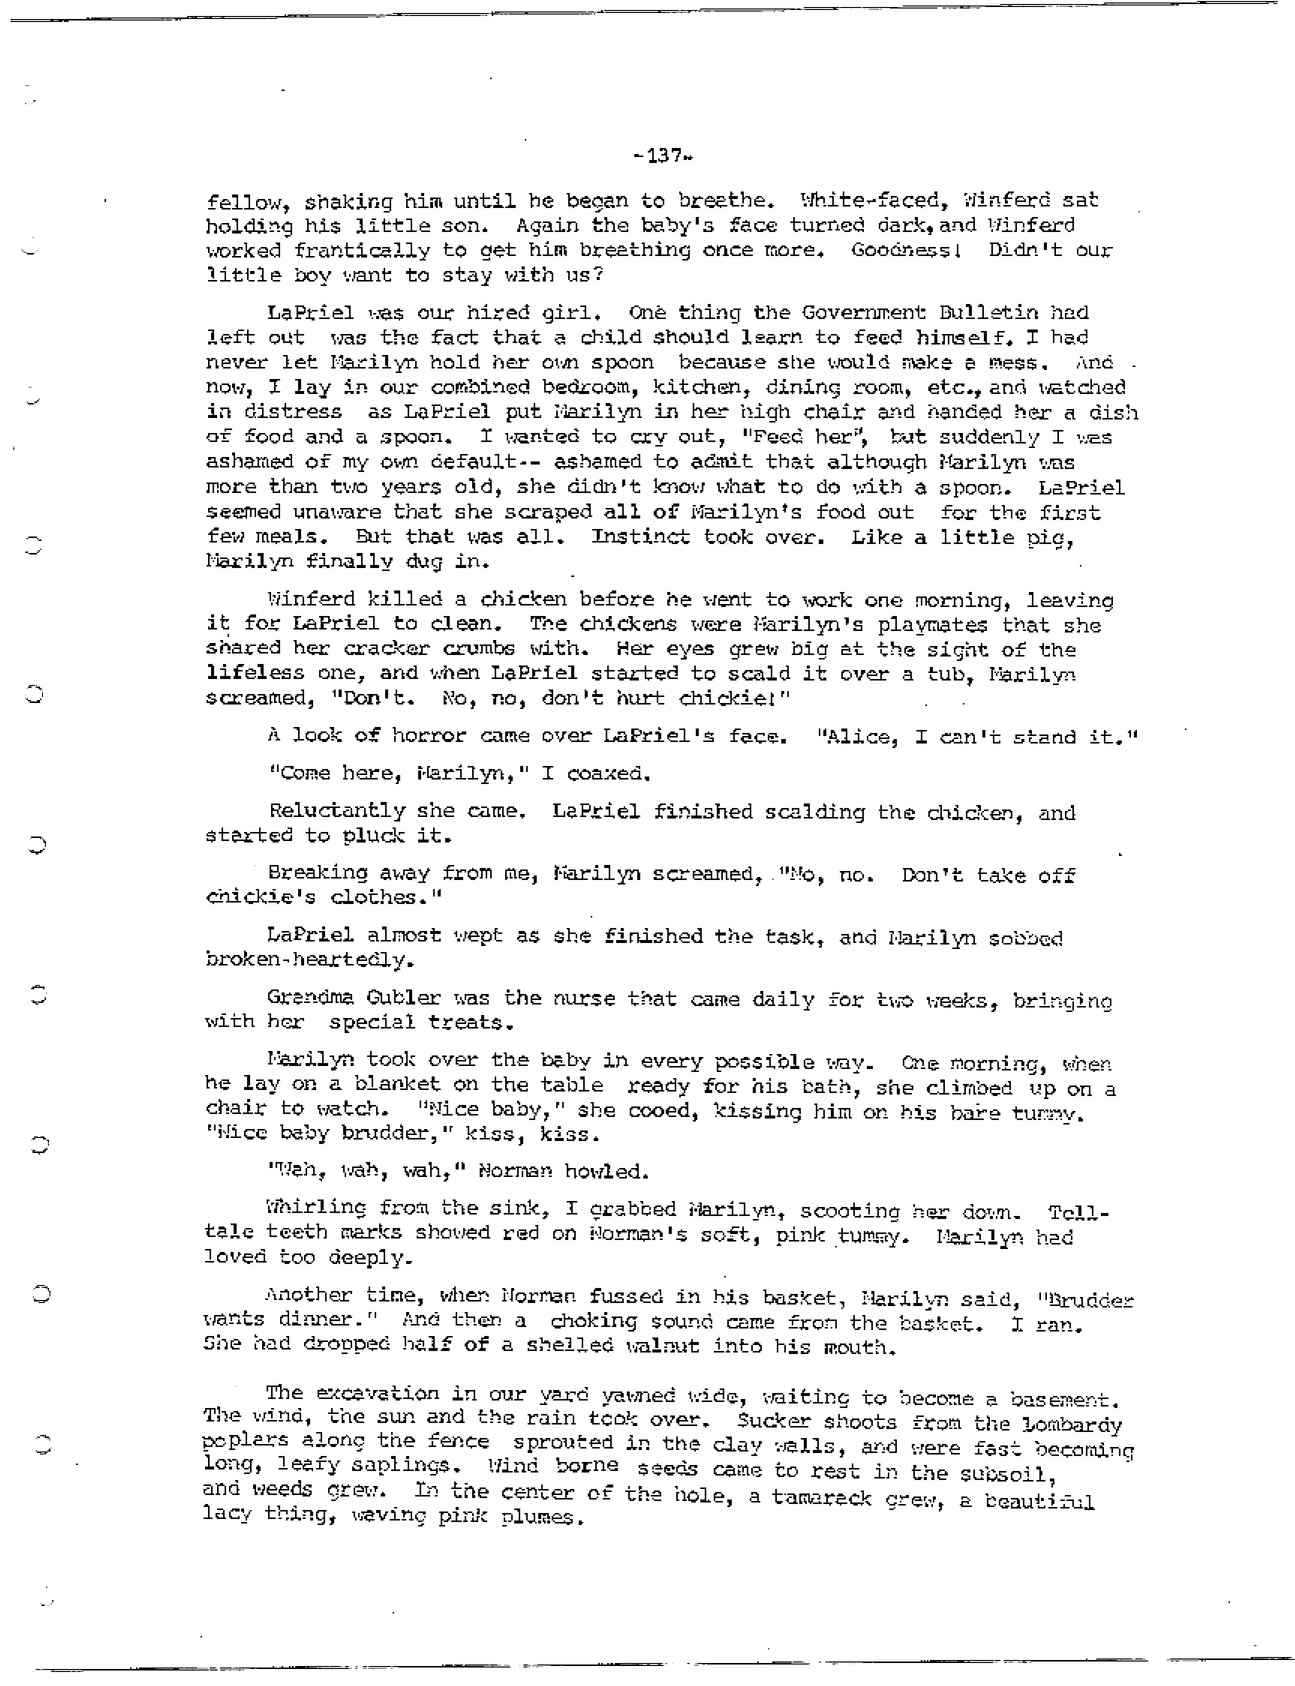 -137-
fellow, shaking him until he began to breathe. White-faced, Winferd sat
holding his little son. Again the baby's face turned dark, and Winferd
worked frantically to get him breathing once more. Goodness! Didn't our
little boy want to stay with us?
LaPriel was our hired girl. One thing the Government Bulletin had
left out was the fact that a child should learn to feed himself. I had
never let Marilyn hold her own spoon because she would make a mess. And
now, I lay in our combined bedroom, kitchen, dining room, etc., and watched
in distress as LaPriel put Marilyn in her high chair and handed her a dish
of food and a spoon. I wanted to cry out, "Feed her", but suddenly I was
ashamed of my own default-- ashamed to admit that although Marilyn was
more than two years old, she didn't know what to do with a spoon. LaPriel
seemed unaware that she scraped all of Marilyn's food out for the first
few meals. But that was all. Instinct took over. Like a little pig,
Marilyn finally dug in.
Winferd killed a chicken before he went to work one morning, leaving
it for LaPriel to clean. The chickens were Marilyn's playmates that she
shared her cracker crumbs with. Her eyes grew big at the sight of the
lifeless one, and when LaPriel started to scald it over a tub, Marilyn
screamed, "Don't. No, no, don't hurt chickie!"
A look of horror came over LaPriel's face. "Alice, I can't stand it."
"Come here, Marilyn," I coaxed.
Reluctantly she came. LaPriel finished scalding the chicken, and
started to pluck it.
Breaking away from me, Marilyn screamed, "No, no. Don't take off
chickie's clothes."
LaPriel almost wept as she finished the task, and Marilyn sobbed
broken-heartedly.
Grandma Gubler was the nurse that came daily for two weeks, bringing
with her special treats.
Marilyn took over the baby in every possible way. One morning, when
he lay on a blanket on the table ready for his bath, she climbed up on a
chair to watch. "Nice baby," she cooed, kissing him on his bare tummy.
"Nice baby brudder," kiss, kiss.
"Wah, wah, wah," Norman howled.
Whirling from the sink, I grabbed Marilyn, scooting her down. Tell-
tale teeth marks showed red on Norman's soft, pink tummy. Marilyn had
loved too deeply.
Another time, when Norman fussed in his basket, Marilyn said, "Brudder
wants dinner." And then a choking sound came from the basket. I ran.
She had dropped half of a shelled walnut into his mouth.
The excavation in our yard yawned wide, waiting to become a basement.
The wind, the sun and the rain took over. Sucker shoots from the Lombardy
poplars along the fence sprouted in the clay walls, and were fast becoming
long, leafy saplings. Wind borne seeds came to rest in the subsoil,
and weeds grew. In the center of the hole, a tamarack grew, a beautiful
lacy thing, waving pink plumes.